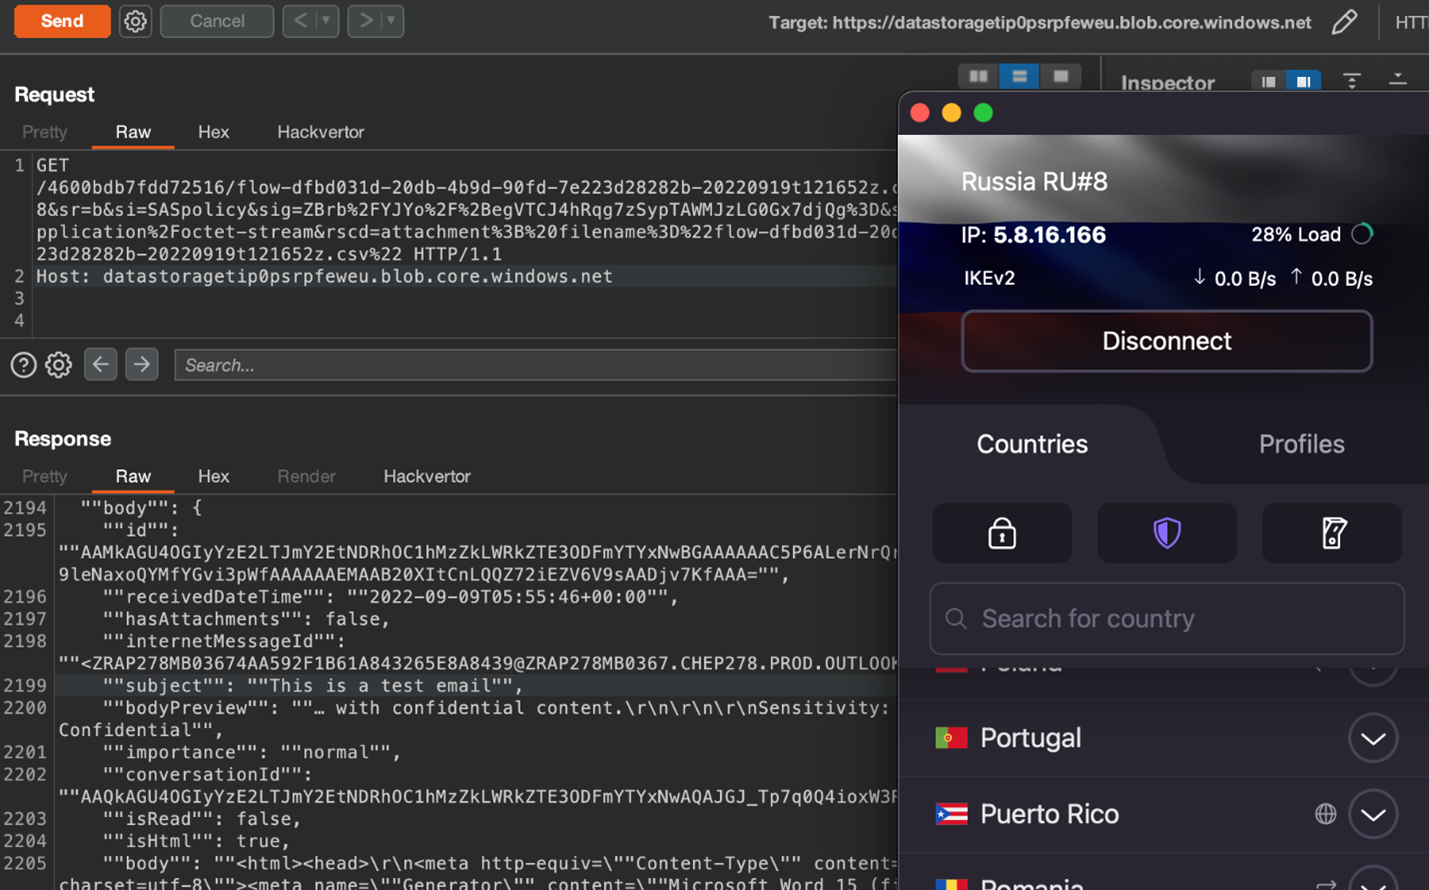 Send
Cancel
Target: https://datastoragetip0psrpfeweu.blob.core.windows.net
HTT
Request
Inspector
Pretty Raw Hex Hackvertor
1 GET
/4600bdb7fdd72516/flow-dfbd031d-20db-4b9d-90fd-7e223d28282b-20220919t121652z.c
8&sr=b&si=SASpolicy&sig=ZBrb%2FYJYo%2F%2BegVTCJ4hRqg7zSypTAWMJzLG0Gx7djQg%3D&s
pplication%2Foctet-stream&rscd=attachment%3B%20filename%3D%22flow-dfbd031d-20d
23d28282b-20220919t121652z.csv%22 HTTP/1.1
2 Host: datastoragetip0psrpfeweu.blob.core.windows.net
3
4
Search...
Response
Pretty Raw Hex Render Hackvertor
2194 ""body"": {
2195 ""id"":
""AAMkAGU4OGIyYzE2LTJmY2EtNDRhOC1hMzZkLWRkZTE3ODFmYTYxNwBGAAAAAAC5P6ALerNrQr
9leNaxoQYMfYGvi3pWfAAAAAAEMAAB20XItCnLQQZ72iEZV6V9sAADjv7KfAAA="",
2196 ""receivedDateTime"": ""2022-09-09T05:55:46+00:00"",
2197 ""hasAttachments"": false,
2198 ""internetMessageId"":
""<ZRAP278MB03674AA592F1B61A843265E8A8439@ZRAP278MB0367.CHEP278.PROD.OUTLOOK
2199 ""subject"": ""This is a test email"",
2200 ""bodyPreview"": ""… with confidential content.\r\n\r\n\r\nSensitivity:
Confidential"",
2201 ""importance"": ""normal"",
2202 ""conversationId"":
""AAQkAGU4OGIyYzE2LTJmY2EtNDRhOC1hMzZkLWRkZTE3ODFmYTYxNwAQAJGJ_Tp7q0Q4ioxW3F
2203 ""isRead"": false,
2204 ""isHtml"": true,
2205 ""body"": ""<html><head>\r\n<meta http-equiv=\""Content-Type\"" content=
charset=utf-8\""><meta name=\""Generator\"" content=\""Microsoft Word 15 (fi
Russia RU#8
IP: 5.8.16.166 28% Load
IKEv2 ↓ 0.0 B/s ↑ 0.0 B/s
Disconnect
Countries Profiles
Search for country
Poland
Portugal
Puerto Rico
Romania